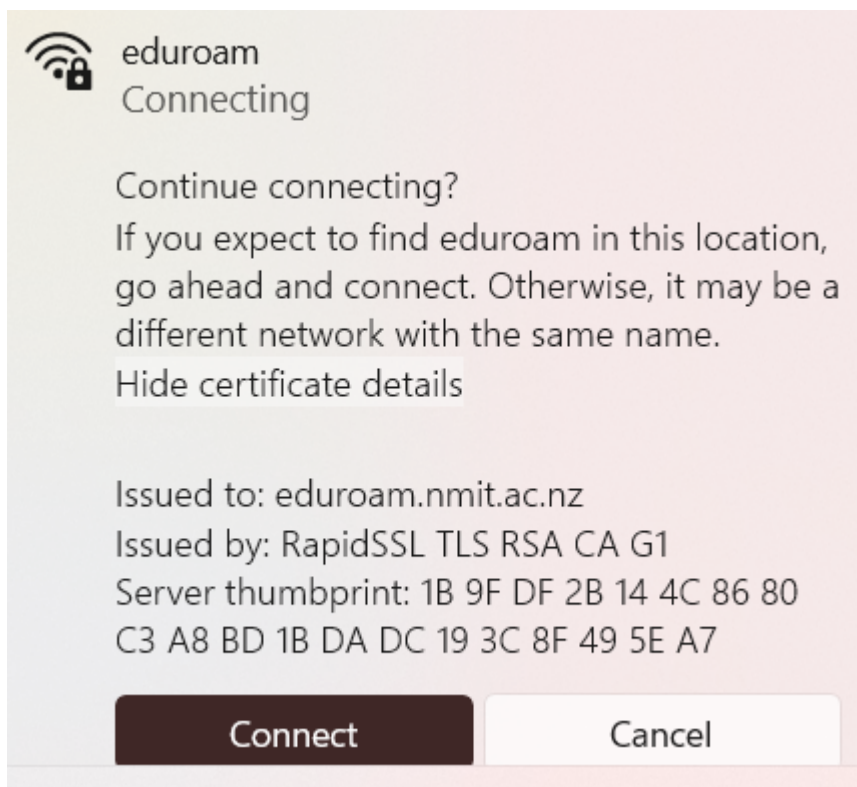 eduroam
Connecting
Continue connecting?
If you expect to find eduroam in this location,
go ahead and connect. Otherwise, it may be a
different network with the same name.
Hide certificate details
Issued to: eduroam.nmit.ac.nz
Issued by: RapidSSL TLS RSA CA G1
Server thumbprint: 1B 9F DF 2B 14 4C 86 80
C3 A8 BD 1B DA DC 19 3C 8F 49 5E A7
Connect
Cancel